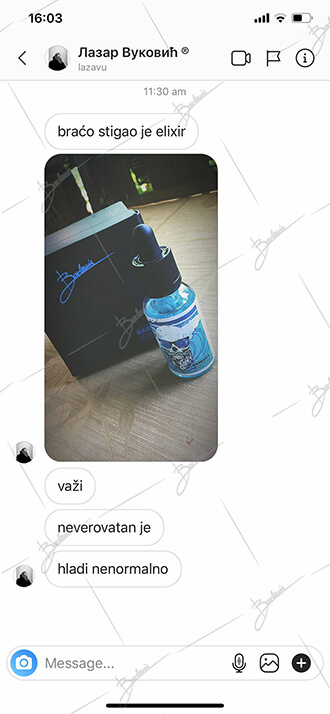 16:03
Лазар Вуковић ®
lazavu
11:30 am
braćo stigao je elixir
važi
neverovatan je
hladi nenormalno
Message...